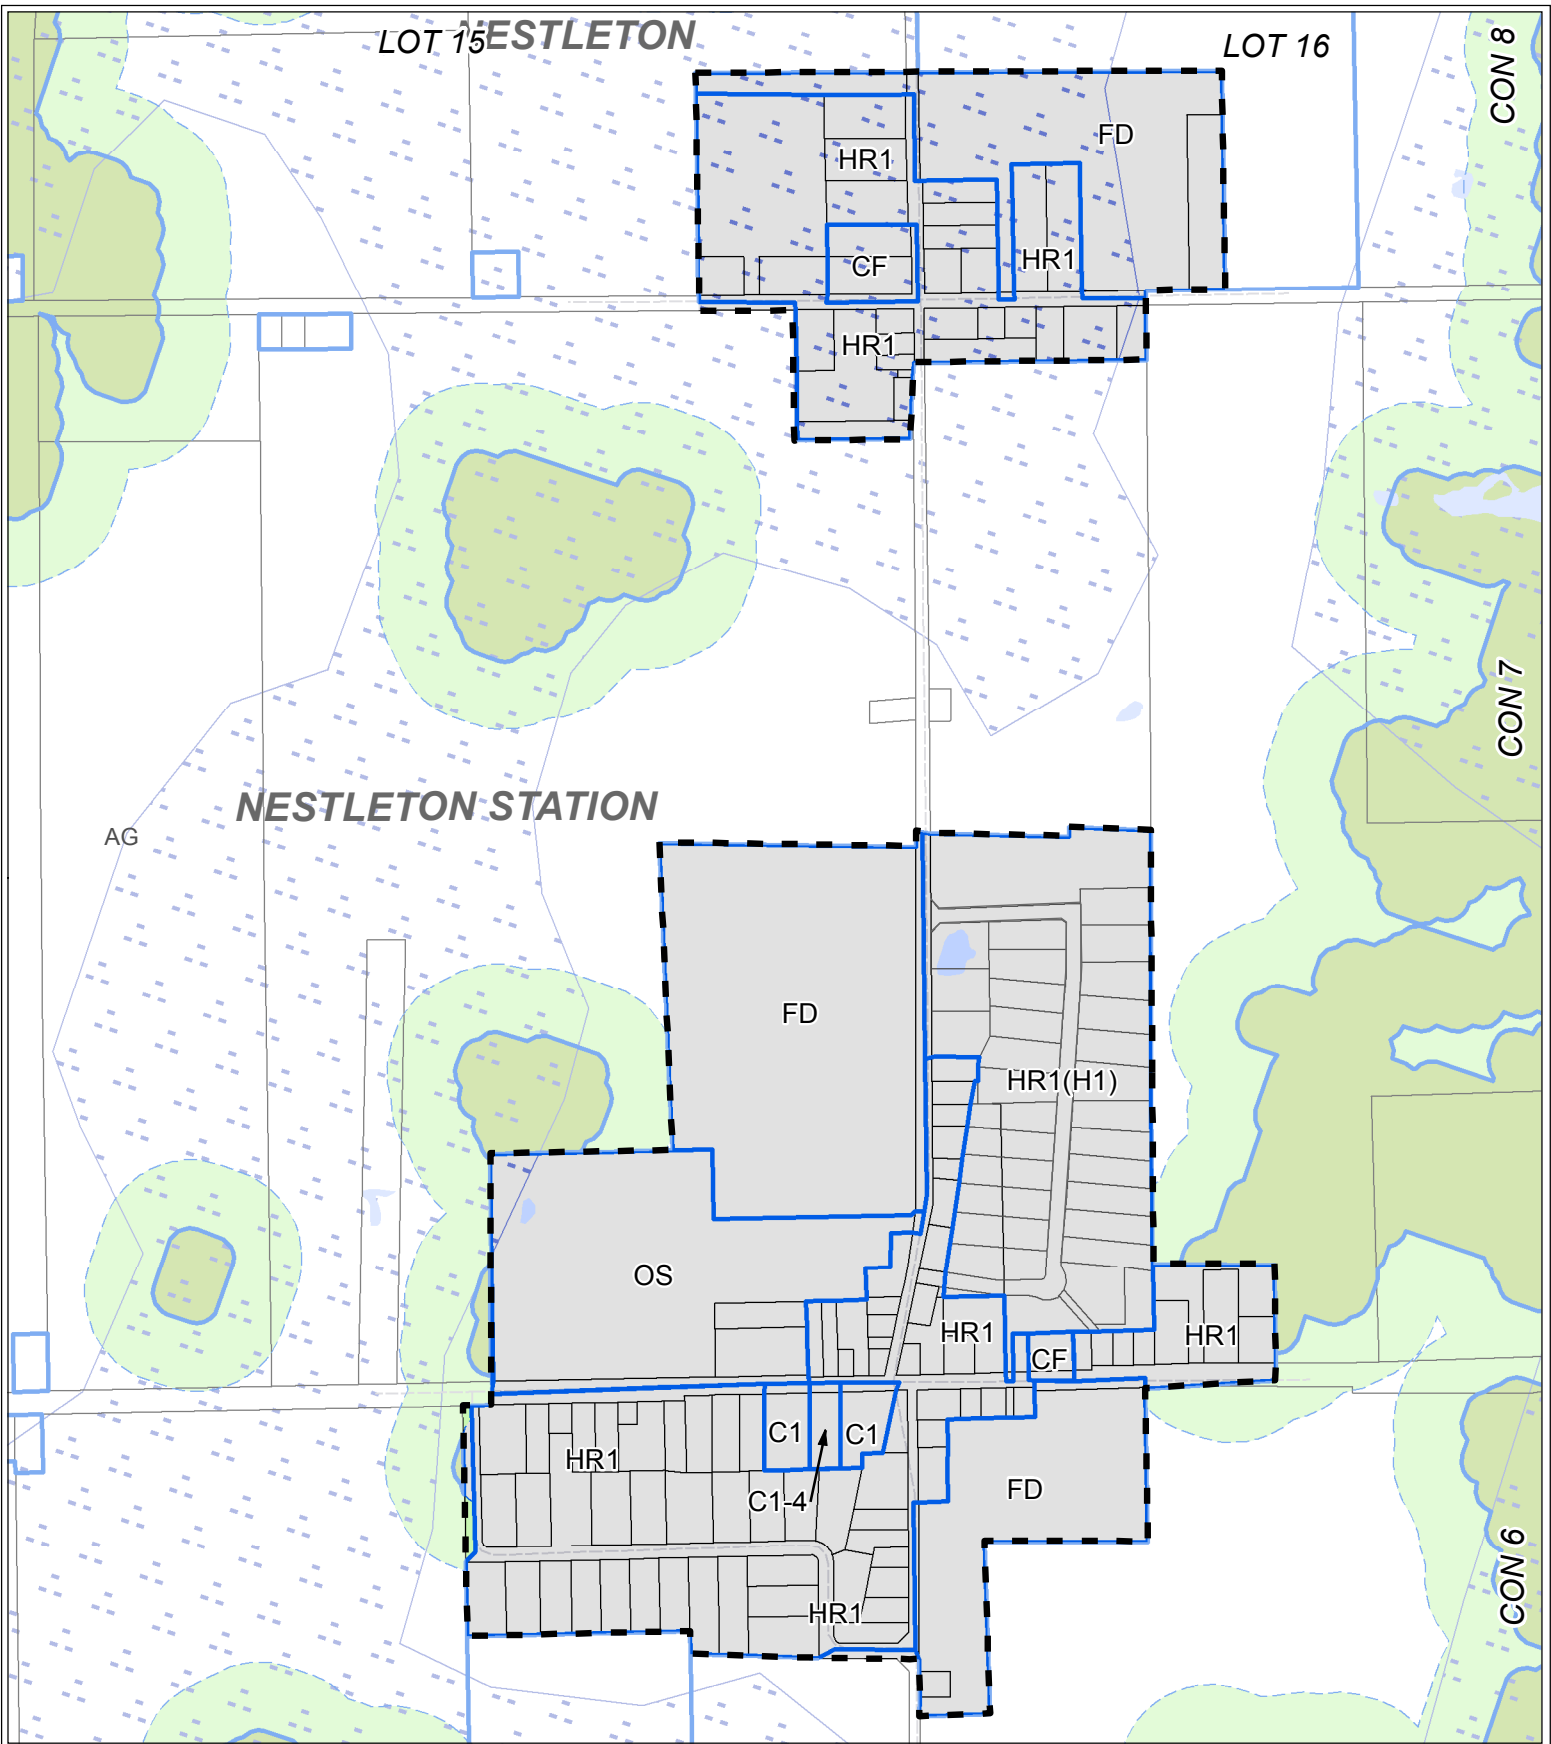 NESTLETON
LOT 15
LOT 16
CON 8
FD
HR1
HR1
CF
HR1
CON 7
NESTLETON STATION
AG
FD
HR1(H1)
OS
HR1
HR1
CF
C1
C1
HR1
FD
C1-4
CON 6
HR1